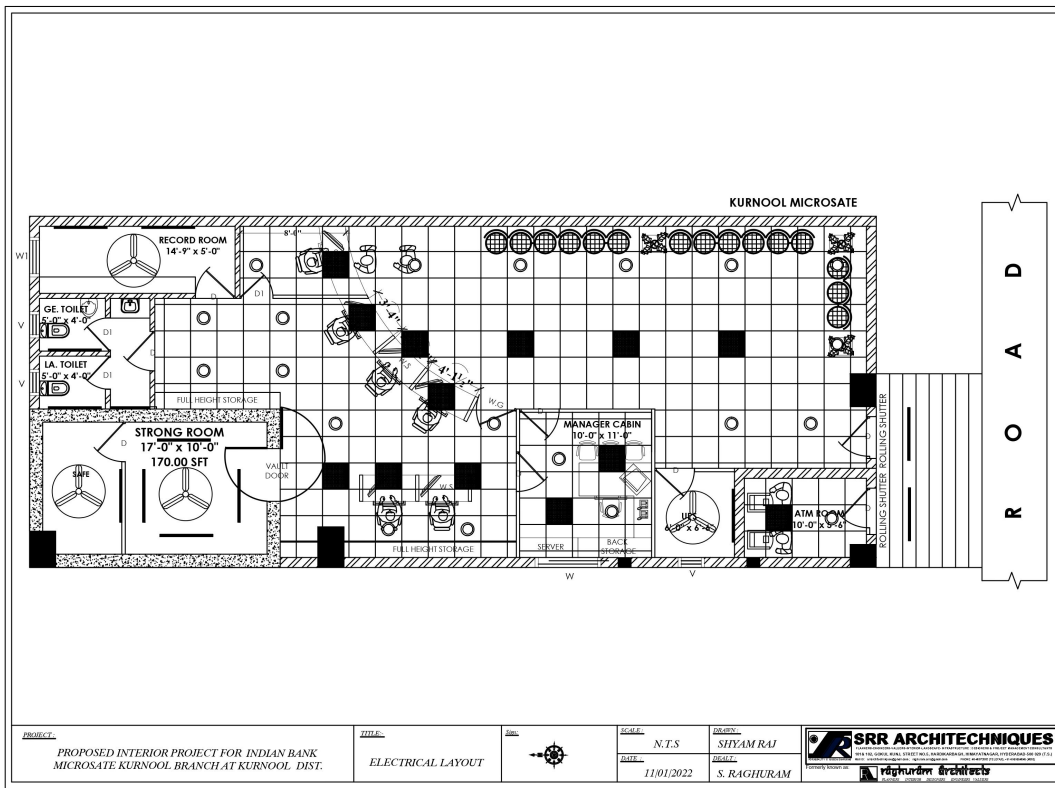 KURNOOL MICROSATE
R O A D
RECORD ROOM
14'-9" x 5'-0"
8'-0"
W1
D
D1
GE. TOILET
5'-0" x 4'-0"
V
D1
D
LA. TOILET
5'-0" x 4'-0"
V
D1
3'-4"
W.S
4'-1½"
W.G
FULL HEIGHT STORAGE
STRONG ROOM
17'-0" x 10'-0"
170.00 SFT
D
SAFE
VAULT
DOOR
W.S
FULL HEIGHT STORAGE
D
MANAGER CABIN
10'-0" x 11'-0"
SERVER
BACK
STORAGE
W
D
UPS
6'-0" x 6'-6"
V
ATM ROOM
10'-0" x 5'-6"
D
D
ROLLING SHUTTER
ROLLING SHUTTER
PROJECT:
PROPOSED INTERIOR PROJECT FOR INDIAN BANK
MICROSATE KURNOOL BRANCH AT KURNOOL DIST.
TITLE:-
ELECTRICAL LAYOUT
SCALE:
N.T.S
DATE:
11/01/2022
DRAWN:
SHYAM RAJ
DEALT:
S. RAGHURAM
SRR ARCHITECHNIQUES
Formerly known as:
raghuram architects